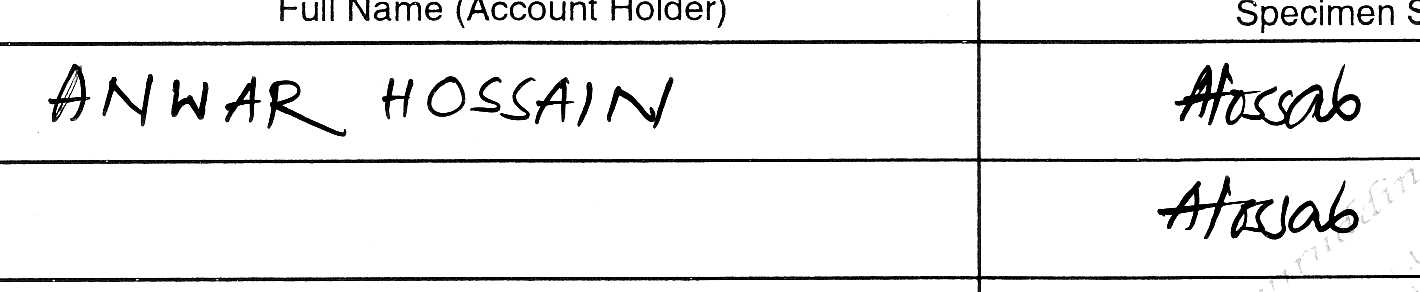 Full Name (Account Holder) Specimen S
ANWAR HOSSAIN AHossab
AHossab